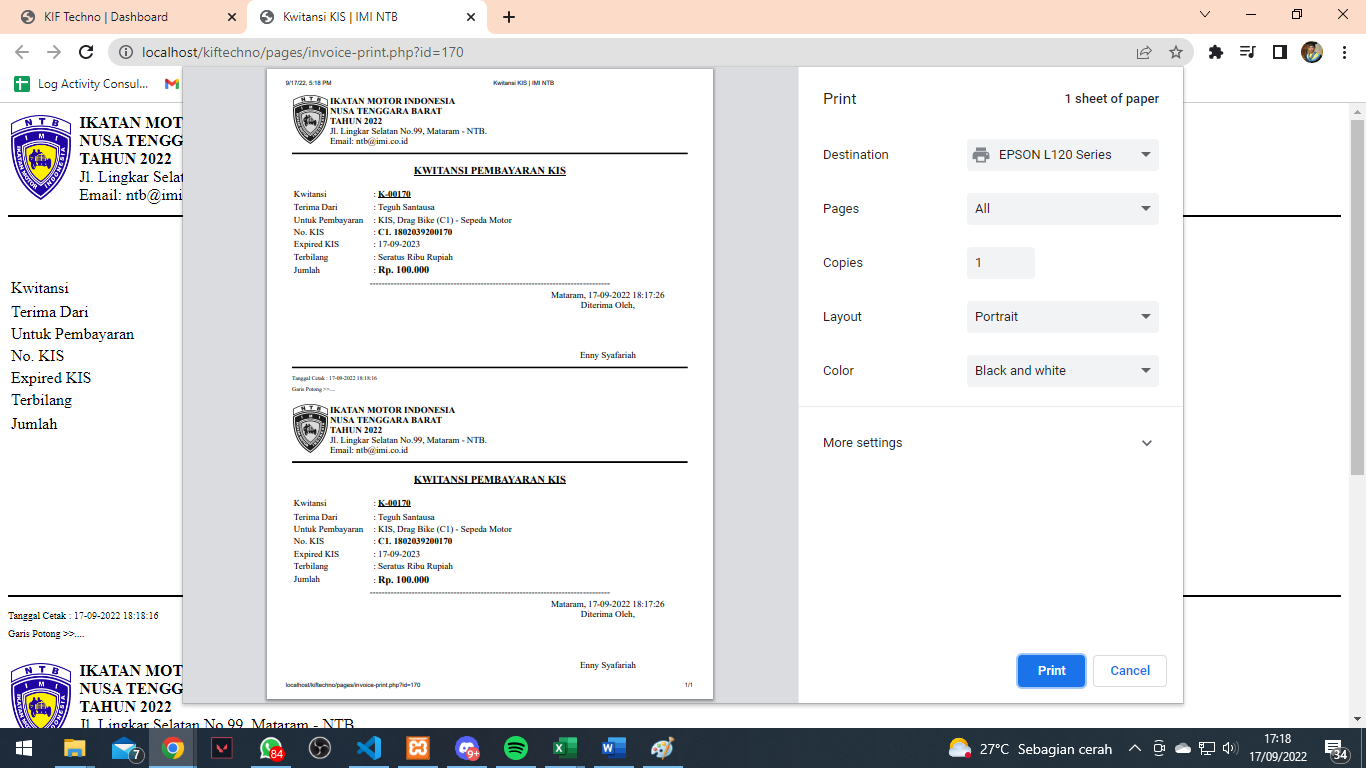 KIF Techno | Dashboard
Kwitansi KIS | IMI NTB
localhost/kiftechno/pages/invoice-print.php?id=170
Log Activity Consul...
IKATAN MOT
NUSA TENGG
TAHUN 2022
Jl. Lingkar Selat
Email: ntb@imi
Kwitansi
Terima Dari
Untuk Pembayaran
No. KIS
Expired KIS
Terbilang
Jumlah
Tanggal Cetak : 17-09-2022 18:18:16
Garis Potong >>....
IKATAN MOT
NUSA TENGG
TAHUN 2022
Jl. Lingkar Selatan No.99, Mataram - NTB.
9/17/22, 5:18 PM
Kwitansi KIS | IMI NTB
IKATAN MOTOR INDONESIA
NUSA TENGGARA BARAT
TAHUN 2022
Jl. Lingkar Selatan No.99, Mataram - NTB.
Email: ntb@imi.co.id
KWITANSI PEMBAYARAN KIS
Kwitansi : K-00170
Terima Dari : Teguh Santausa
Untuk Pembayaran : KIS, Drag Bike (C1) - Sepeda Motor
No. KIS : C1. 1802039200170
Expired KIS : 17-09-2023
Terbilang : Seratus Ribu Rupiah
Jumlah : Rp. 100.000
--------------------------------------------------------------------------------
Mataram, 17-09-2022 18:17:26
Diterima Oleh,
Enny Syafariah
Tanggal Cetak : 17-09-2022 18:18:16
Garis Potong >>....
IKATAN MOTOR INDONESIA
NUSA TENGGARA BARAT
TAHUN 2022
Jl. Lingkar Selatan No.99, Mataram - NTB.
Email: ntb@imi.co.id
KWITANSI PEMBAYARAN KIS
Kwitansi : K-00170
Terima Dari : Teguh Santausa
Untuk Pembayaran : KIS, Drag Bike (C1) - Sepeda Motor
No. KIS : C1. 1802039200170
Expired KIS : 17-09-2023
Terbilang : Seratus Ribu Rupiah
Jumlah : Rp. 100.000
--------------------------------------------------------------------------------
Mataram, 17-09-2022 18:17:26
Diterima Oleh,
Enny Syafariah
localhost/kiftechno/pages/invoice-print.php?id=170
1/1
Print
1 sheet of paper
Destination
EPSON L120 Series
Pages
All
Copies
1
Layout
Portrait
Color
Black and white
More settings
Print
Cancel
7
84
9+
27°C Sebagian cerah
17:18
17/09/2022
34